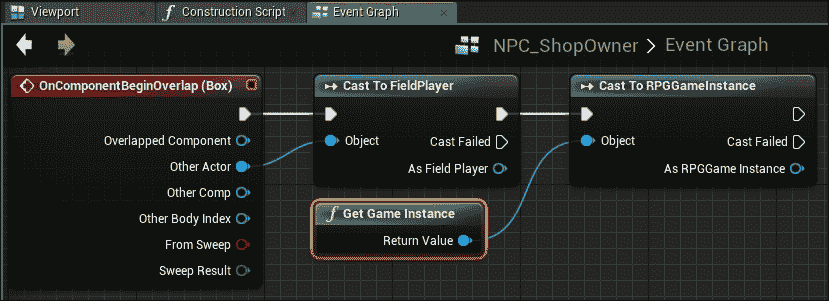 Viewport
Construction Script
Event Graph
NPC_ShopOwner > Event Graph
OnComponentBeginOverlap (Box)
Overlapped Component
Other Actor
Other Comp
Other Body Index
From Sweep
Sweep Result
Cast To FieldPlayer
Object
Cast Failed
As Field Player
Get Game Instance
Return Value
Cast To RPGGameInstance
Object
Cast Failed
As RPGGame Instance